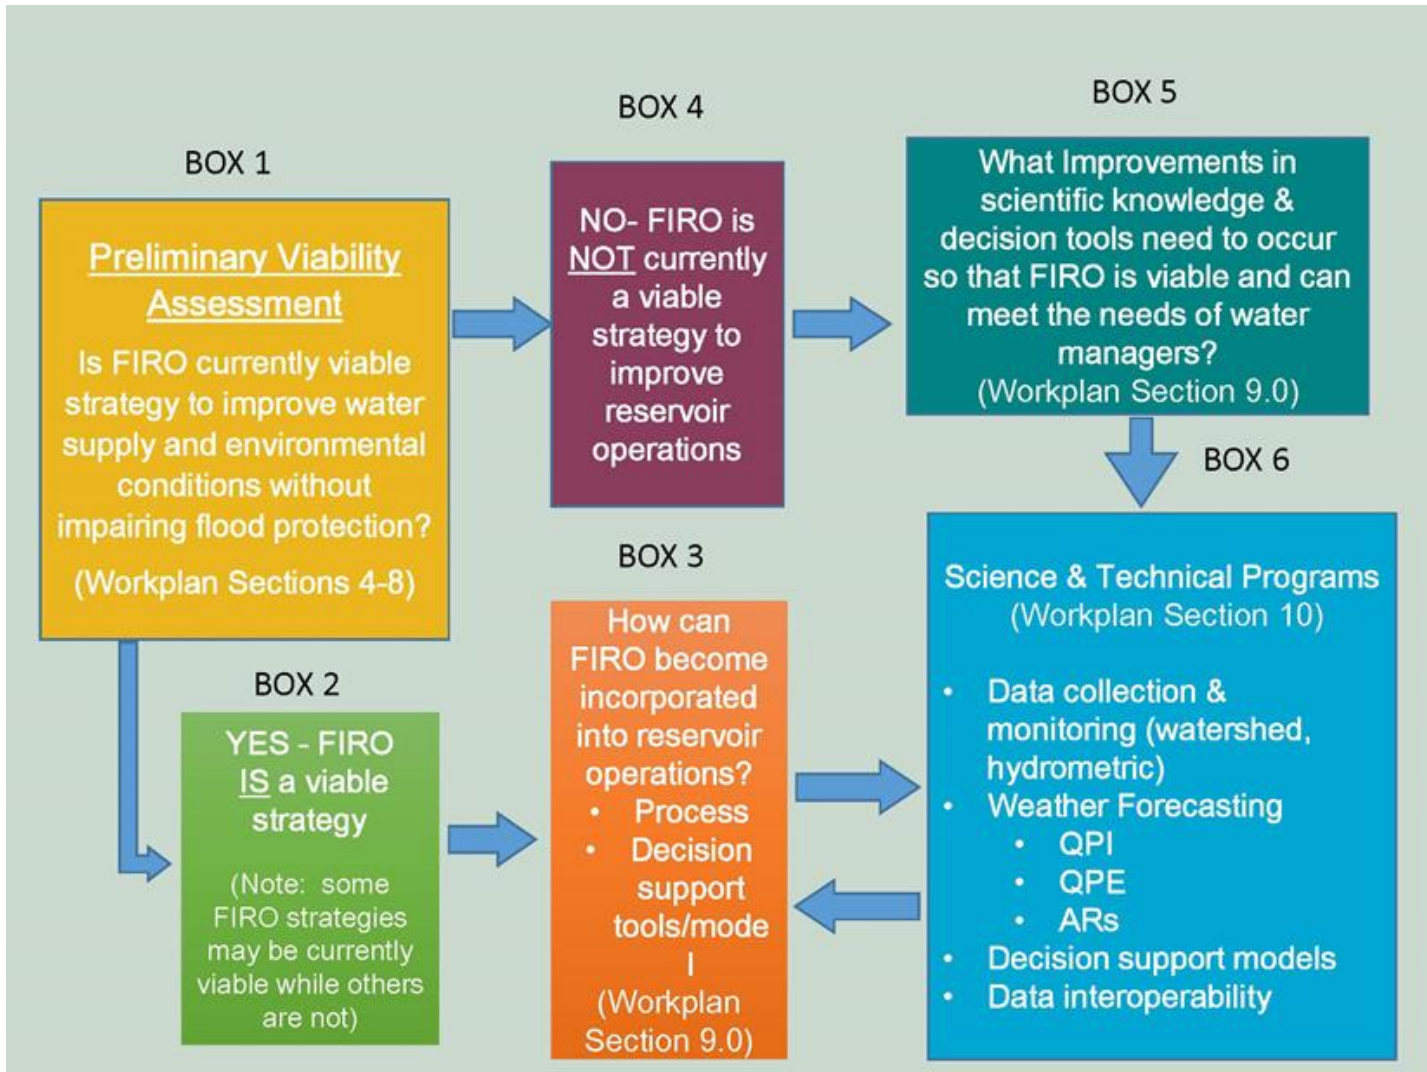 BOX 1
Preliminary Viability
Assessment
Is FIRO currently viable
strategy to improve water
supply and environmental
conditions without
impairing flood protection?
(Workplan Sections 4-8)
BOX 2
YES - FIRO
IS a viable
strategy
(Note: some
FIRO strategies
may be currently
viable while others
are not)
BOX 3
How can
FIRO become
incorporated
into reservoir
operations?
• Process
• Decision
support
tools/mode
l
(Workplan
Section 9.0)
BOX 4
NO- FIRO is
NOT currently
a viable
strategy to
improve
reservoir
operations
BOX 5
What Improvements in
scientific knowledge &
decision tools need to occur
so that FIRO is viable and can
meet the needs of water
managers?
(Workplan Section 9.0)
BOX 6
Science & Technical Programs
(Workplan Section 10)
• Data collection &
monitoring (watershed,
hydrometric)
• Weather Forecasting
• QPI
• QPE
• ARs
• Decision support models
• Data interoperability